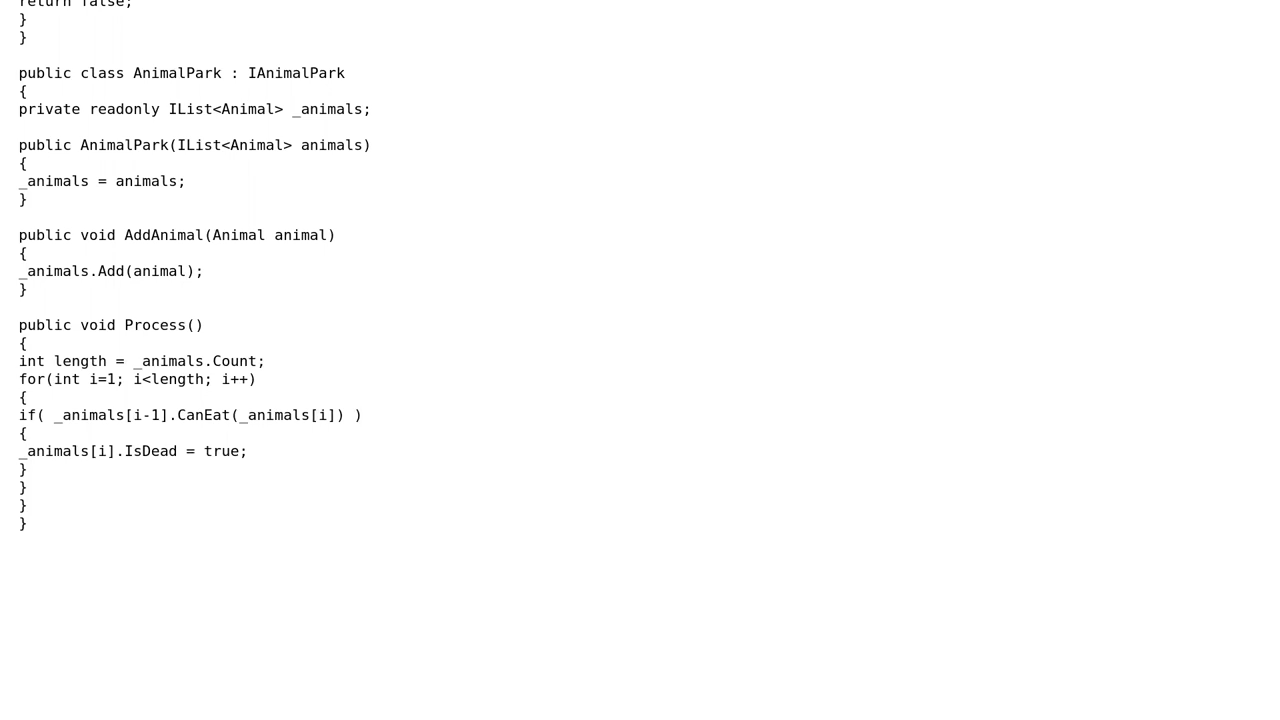 return false;
}
}
public class AnimalPark : IAnimalPark
{
private readonly IList<Animal> _animals;
public AnimalPark(IList<Animal> animals)
{
_animals = animals;
}
public void AddAnimal(Animal animal)
{
_animals.Add(animal);
}
public void Process()
{
int length = _animals.Count;
for(int i=1; i<length; i++)
{
if( _animals[i-1].CanEat(_animals[i]) )
{
_animals[i].IsDead = true;
}
}
}
}